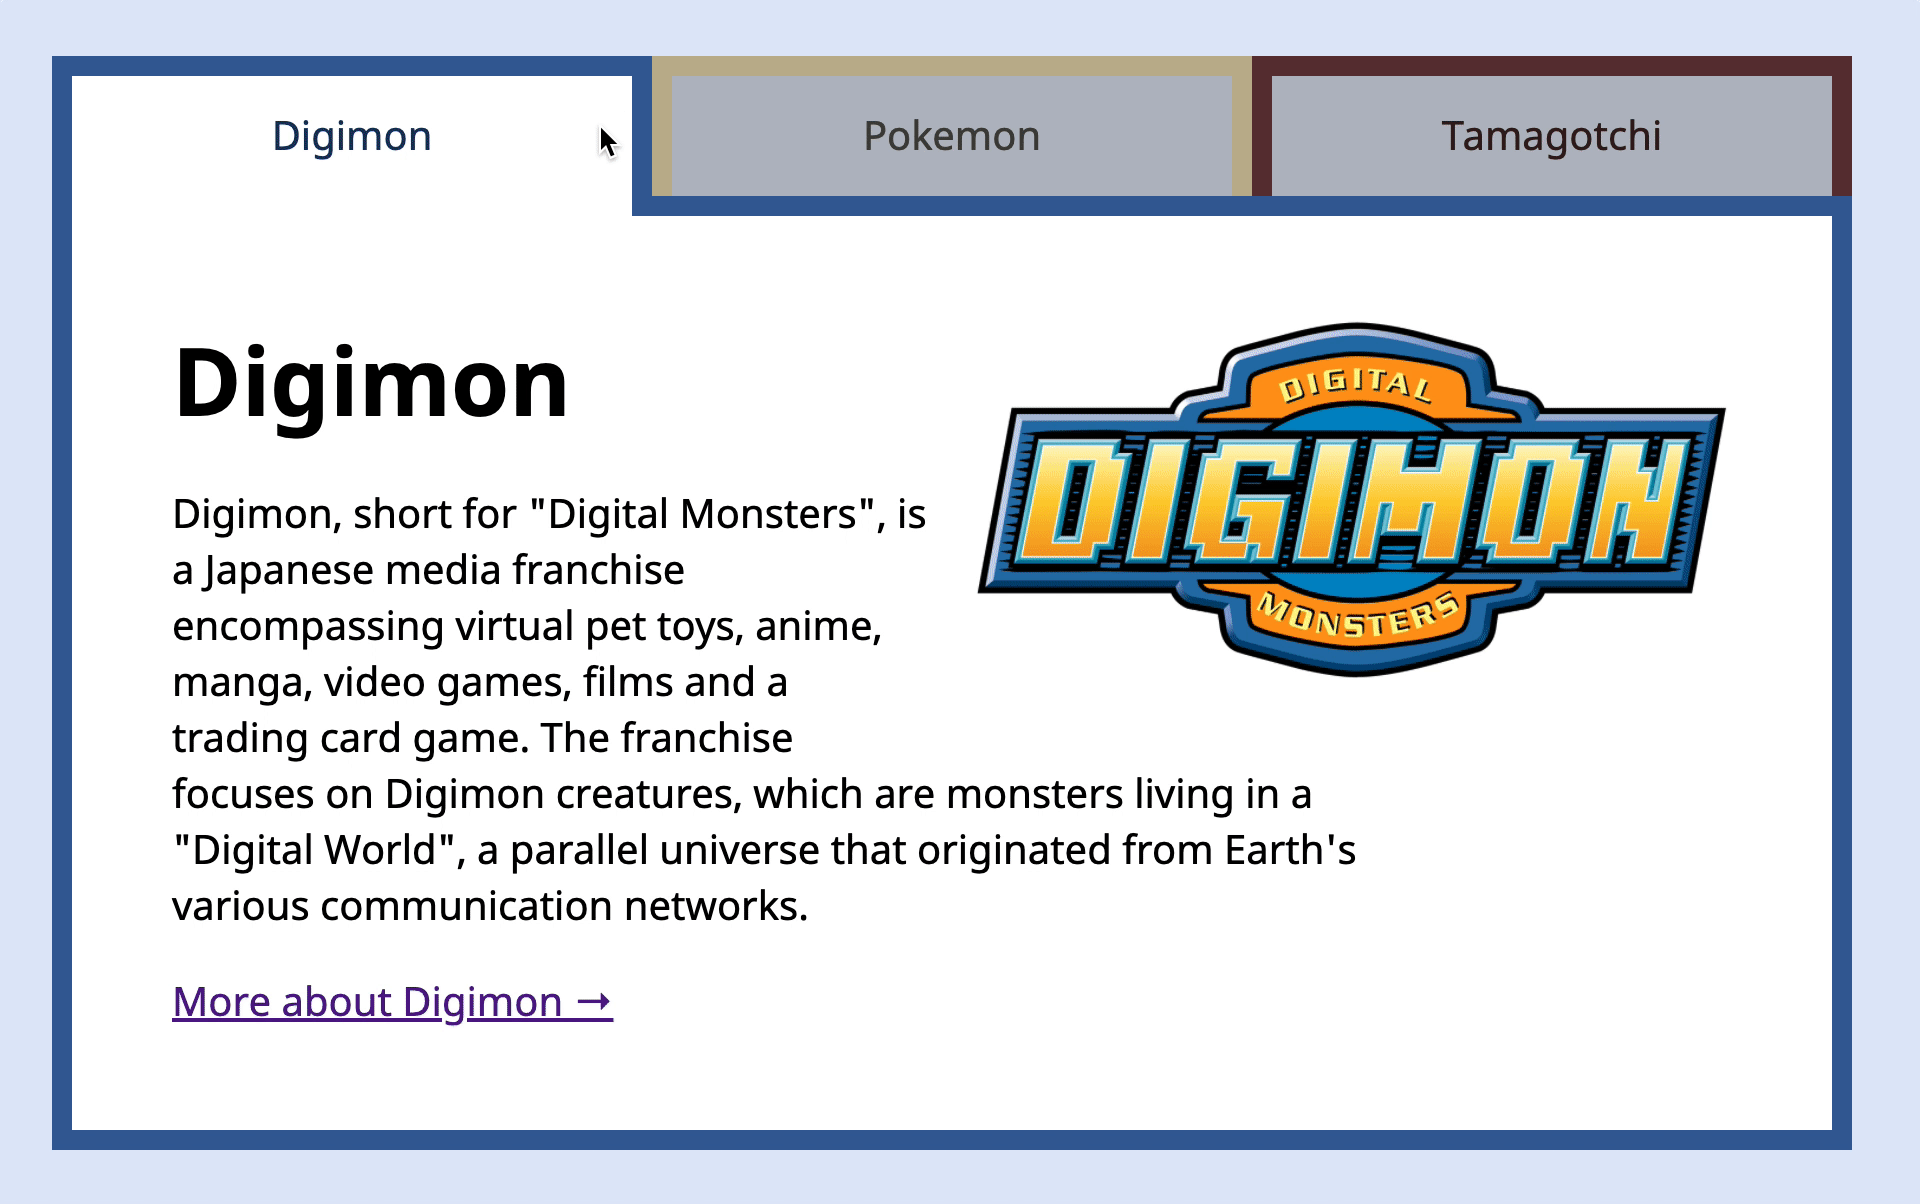 Digimon
Pokemon
Tamagotchi
Digimon
DIGITAL
DIGIMON
MONSTERS
Digimon, short for "Digital Monsters", is
a Japanese media franchise
encompassing virtual pet toys, anime,
manga, video games, films and a
trading card game. The franchise
focuses on Digimon creatures, which are monsters living in a
"Digital World", a parallel universe that originated from Earth's
various communication networks.
More about Digimon →